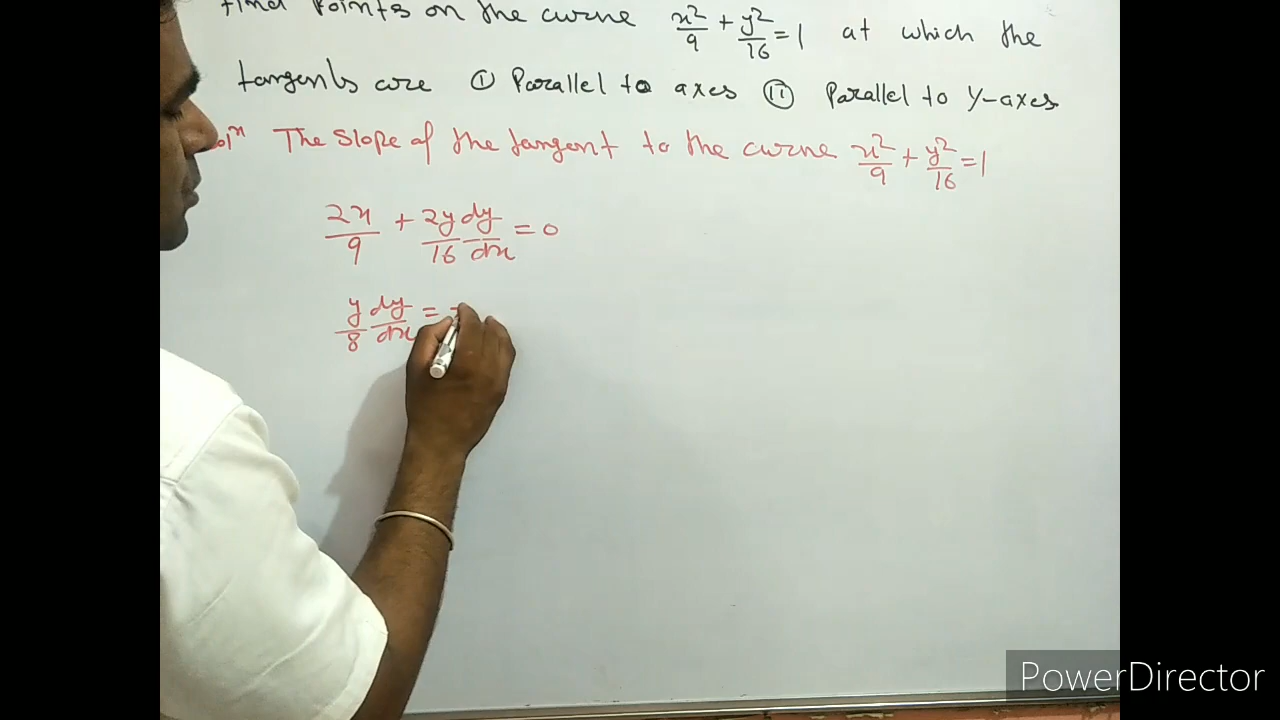 Find Points on the curve x²/9 + y²/16 = 1 at which the
tangents are (i) Parallel to axes (ii) Parallel to y-axes
The slope of the tangent to the curve x²/9 + y²/16 = 1
2x/9 + 2y/16 dy/dx = 0
y/8 dy/dx =
PowerDirector